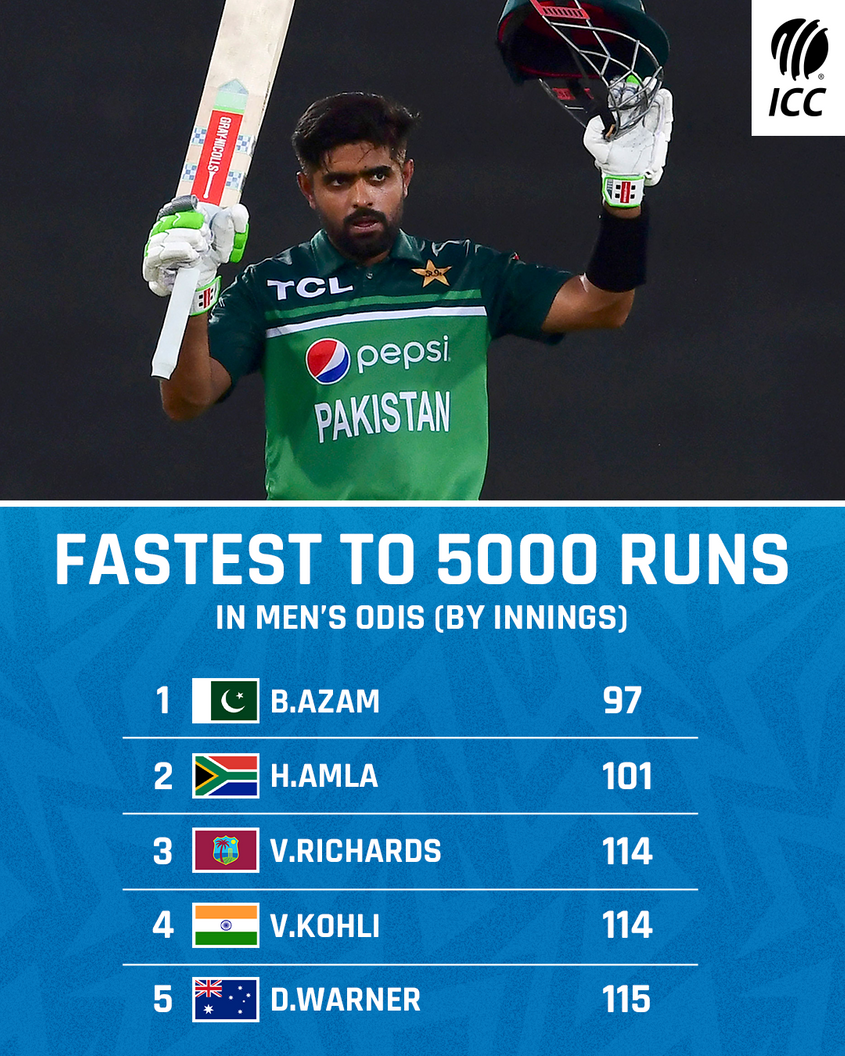 GRAY-NICOLLS
ICC
TCL
pepsi
PAKISTAN
FASTEST TO 5000 RUNS
IN MEN'S ODIS (BY INNINGS)
1 B.AZAM 97
2 H.AMLA 101
3 V.RICHARDS 114
4 V.KOHLI 114
5 D.WARNER 115